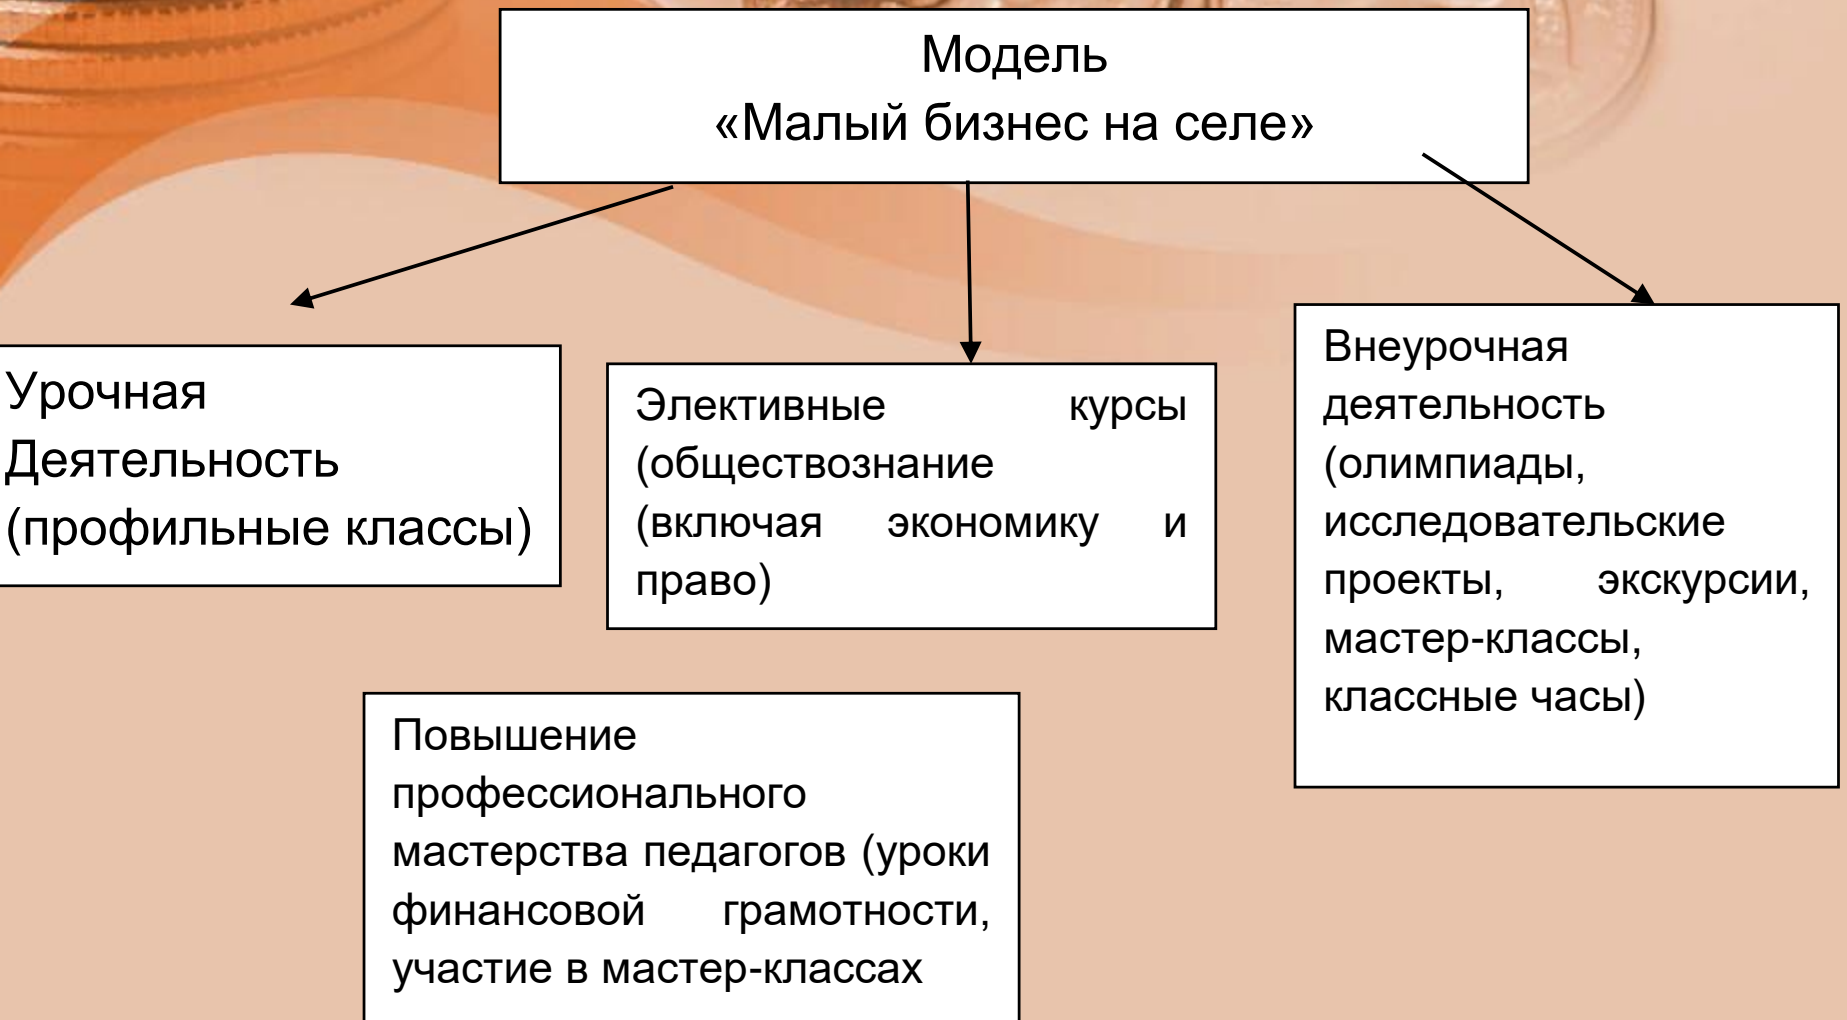 Модель
«Малый бизнес на селе»
Урочная
Деятельность
(профильные классы)
Элективные курсы
(обществознание
(включая экономику и
право)
Внеурочная
деятельность
(олимпиады,
исследовательские
проекты, экскурсии,
мастер-классы,
классные часы)
Повышение
профессионального
мастерства педагогов (уроки
финансовой грамотности,
участие в мастер-классах